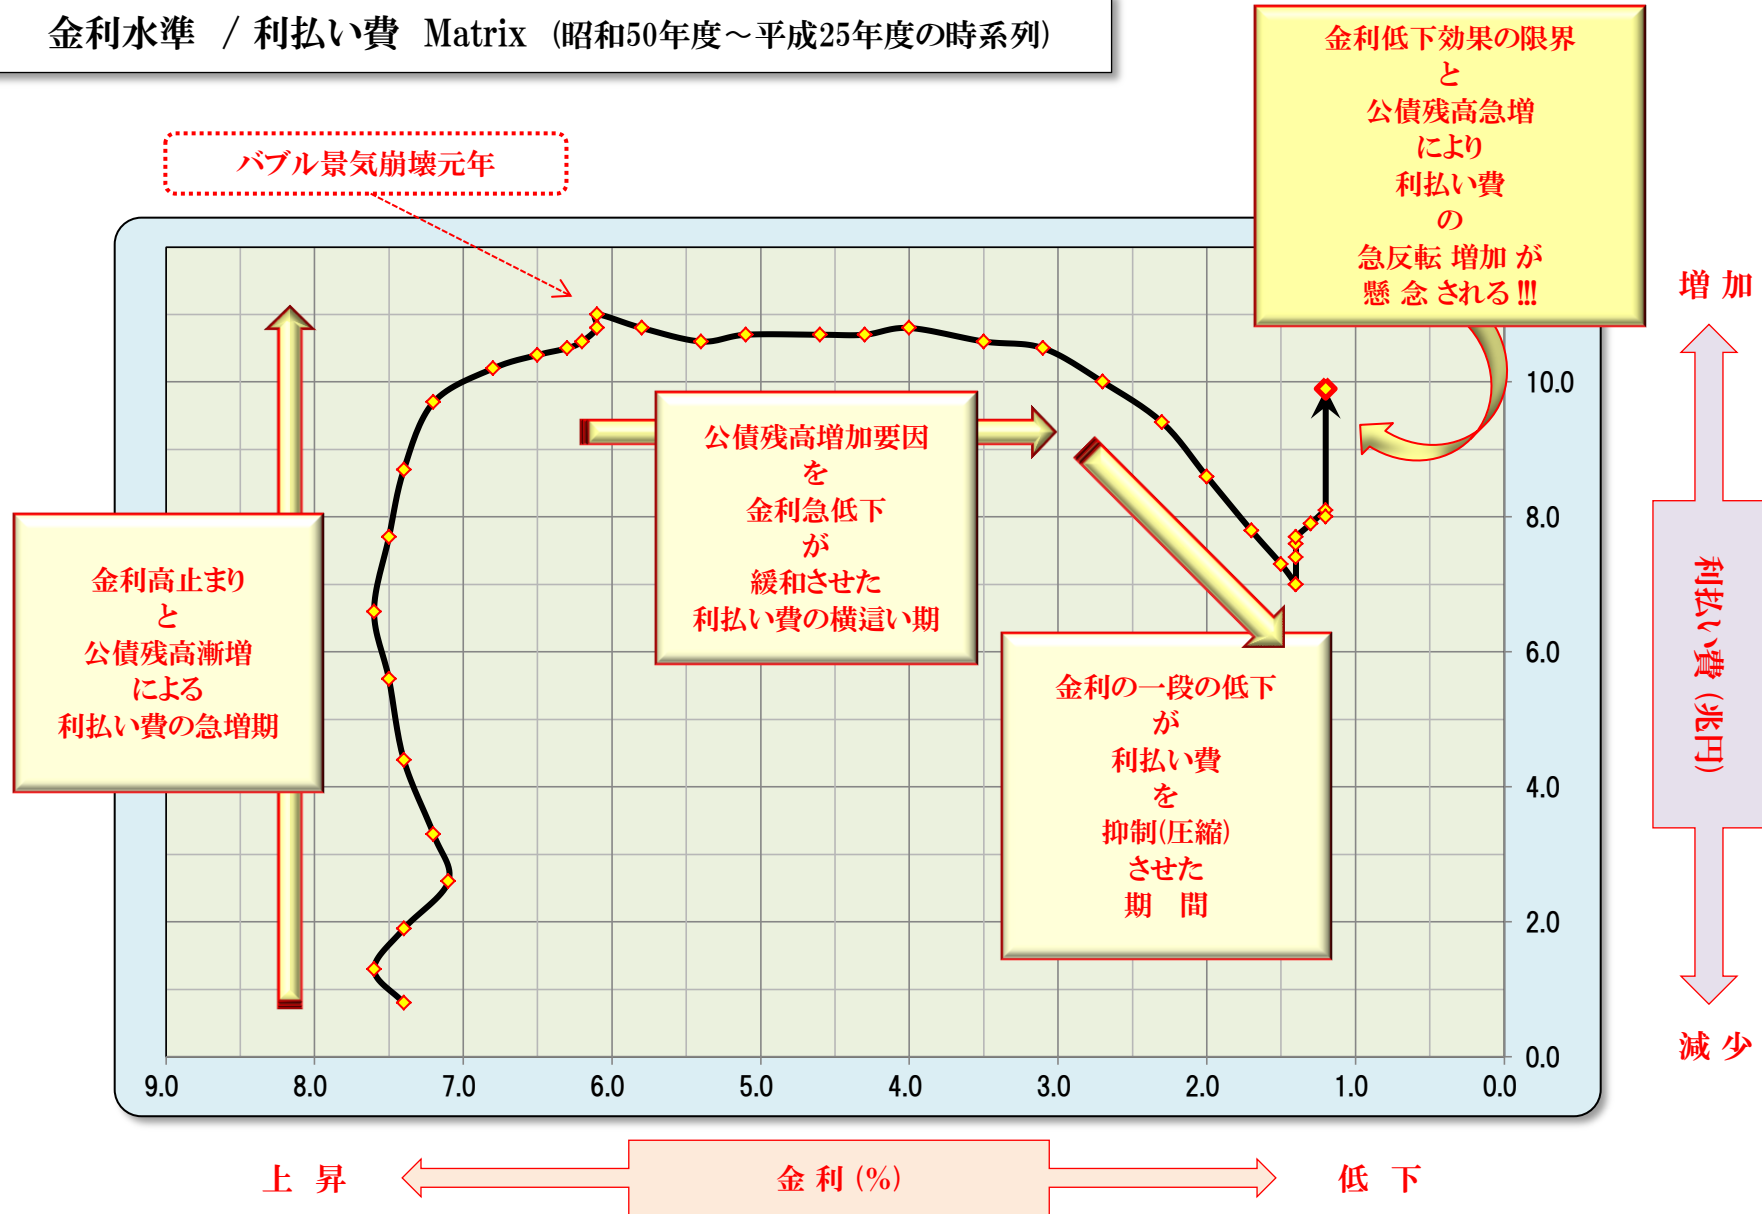 金利水準 / 利払い費 Matrix (昭和50年度～平成25年度の時系列)
金利低下効果の限界
と
公債残高急増
により
利払い費
の
急反転 増加 が
懸 念 される !!!
バブル景気崩壊元年
増 加
利払い費 (兆円)
減 少
金利高止まり
と
公債残高漸増
による
利払い費の急増期
公債残高増加要因
を
金利急低下
が
緩和させた
利払い費の横這い期
金利の一段の低下
が
利払い費
を
抑制(圧縮)
させた
期 間
10.0
8.0
6.0
4.0
2.0
0.0
9.0 8.0 7.0 6.0 5.0 4.0 3.0 2.0 1.0 0.0
上 昇 金 利 (%) 低 下